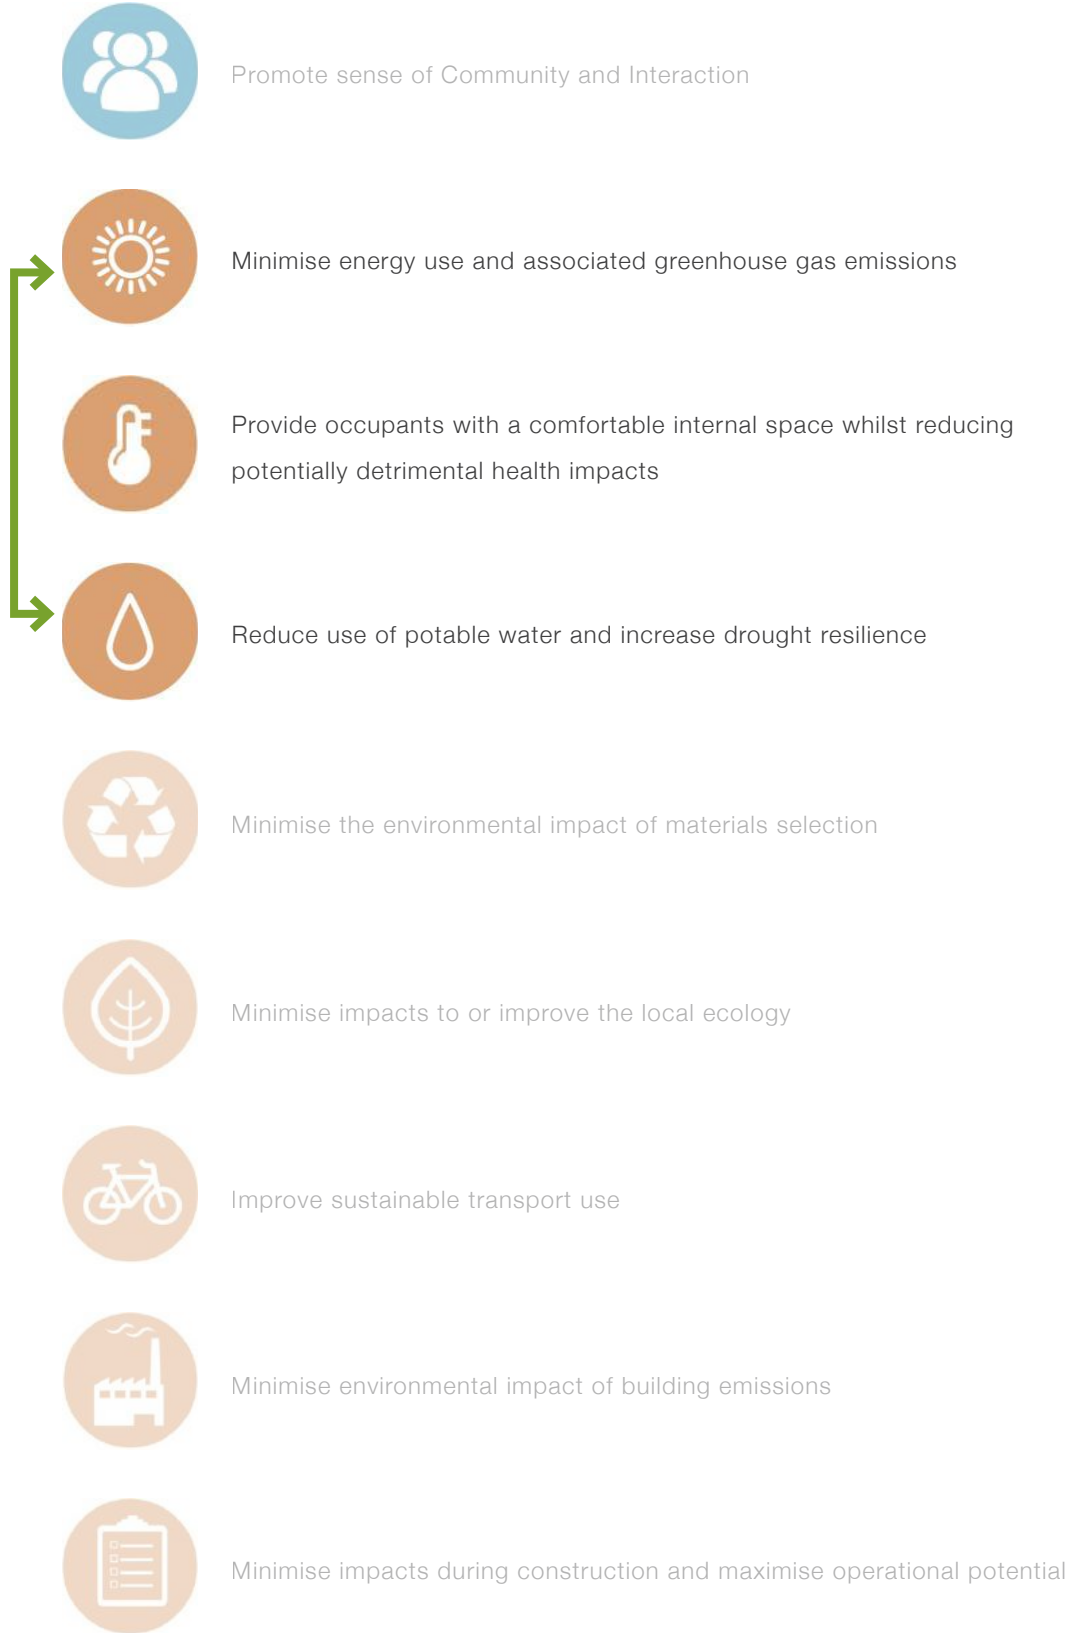 Promote sense of Community and Interaction
Minimise energy use and associated greenhouse gas emissions
Provide occupants with a comfortable internal space whilst reducing
potentially detrimental health impacts
Reduce use of potable water and increase drought resilience
Minimise the environmental impact of materials selection
Minimise impacts to or improve the local ecology
Improve sustainable transport use
Minimise environmental impact of building emissions
Minimise impacts during construction and maximise operational potential